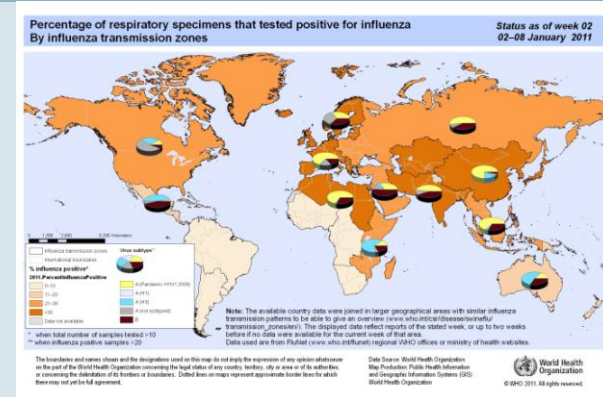 Percentage of respiratory specimens that tested positive for influenza
By influenza transmission zones
Status as of week 02
02–08 January 2011
Influenza transmission zones
International boundaries
% influenza positive*
2011.PercentInfluenzaPositive
0–10
11–20
21–30
>30
Data not available
Virus subtype**
A (Pandemic H1N1 2009)
A (H1)
A (H3)
A (not subtyped)
B
* when total number of samples tested >10
** when influenza positives >20
Note: The available country data were joined in larger geographical areas with similar influenza
transmission patterns to be able to give an overview (www.who.int/csr/disease/swineflu/
transmission_zones/en/). The displayed data reflect reports of the stated week, or up to two weeks
before if no data were available for the current week of that area.
Data used are from FluNet (www.who.int/flunet) regional WHO offices or ministry of health websites.
The boundaries and names shown and the designations used on this map do not imply the expression of any opinion whatsoever
on the part of the World Health Organization concerning the legal status of any country, territory, city or area or of its authorities,
or concerning the delimitation of its frontiers or boundaries. Dotted lines on maps represent approximate border lines for which
there may not yet be full agreement.
Data Source: World Health Organization
Map Production: Public Health Information
and Geographic Information Systems (GIS)
World Health Organization
World Health
Organization
© WHO 2011. All rights reserved.